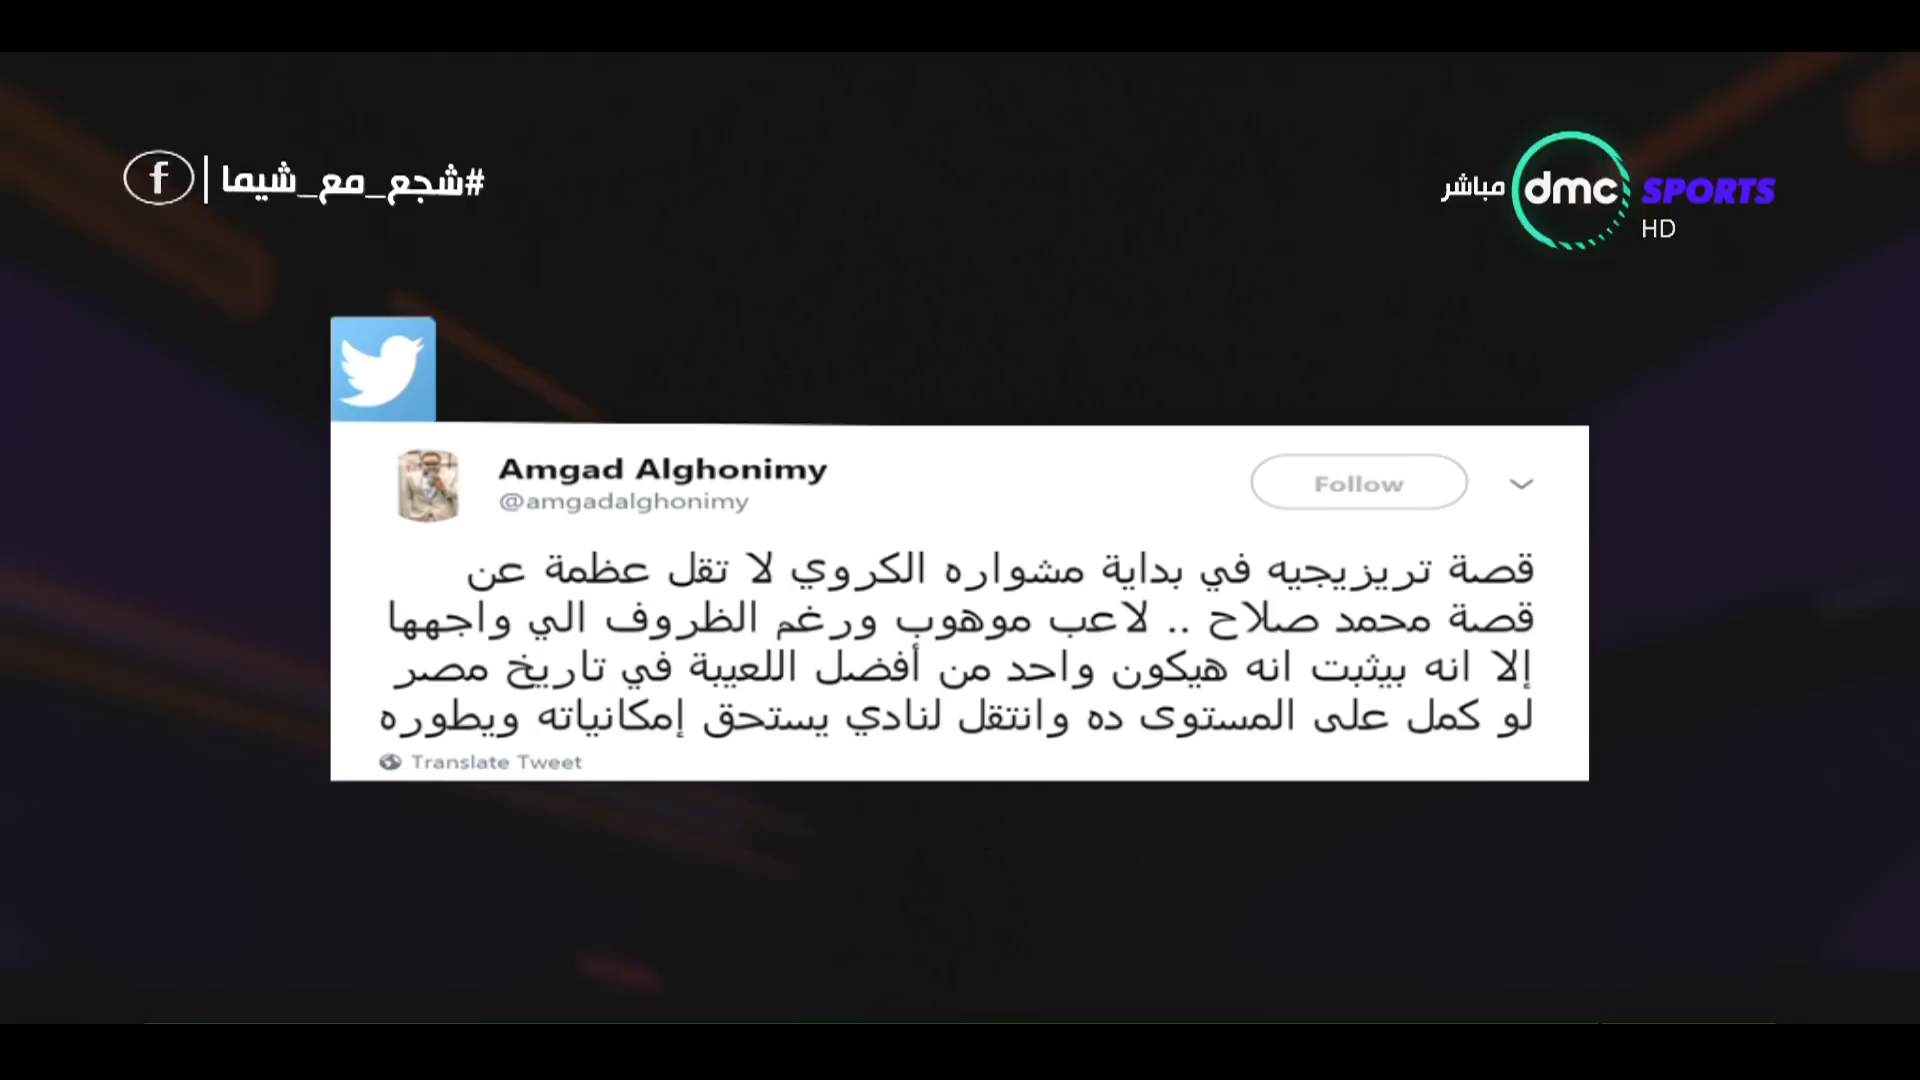 #شجع_مع_شيما
مباشر dmc SPORTS
HD
Amgad Alghonimy
@amgadalghonimy
Follow
قصة تريزيجيه في بداية مشواره الكروي لا تقل عظمة عن
قصة محمد صلاح .. لاعب موهوب ورغم الظروف الي واجهها
إلا انه بيثبت انه هيكون واحد من أفضل اللعيبة في تاريخ مصر
لو كمل على المستوى ده وانتقل لنادي يستحق إمكانياته ويطوره
Translate Tweet